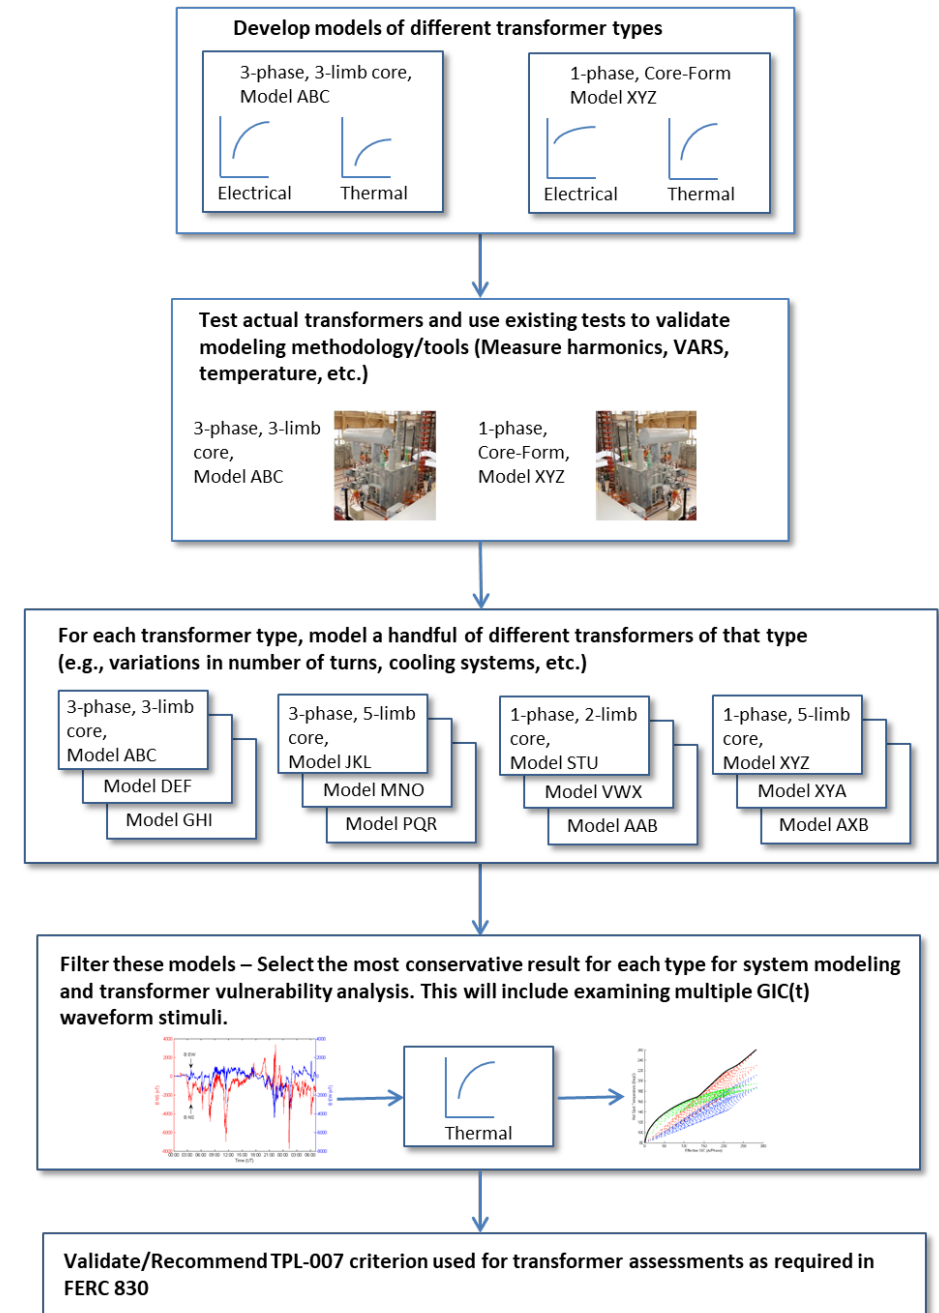 Develop models of different transformer types
3-phase, 3-limb core,
Model ABC
Electrical
Thermal
1-phase, Core-Form
Model XYZ
Electrical
Thermal
Test actual transformers and use existing tests to validate
modeling methodology/tools (Measure harmonics, VARS,
temperature, etc.)
3-phase, 3-limb
core,
Model ABC
1-phase,
Core-Form,
Model XYZ
For each transformer type, model a handful of different transformers of that type
(e.g., variations in number of turns, cooling systems, etc.)
3-phase, 3-limb
core,
Model ABC
Model DEF
Model GHI
3-phase, 5-limb
core,
Model JKL
Model MNO
Model PQR
1-phase, 2-limb
core,
Model STU
Model VWX
Model AAB
1-phase, 5-limb
core,
Model XYZ
Model XYA
Model AXB
Filter these models – Select the most conservative result for each type for system modeling
and transformer vulnerability analysis. This will include examining multiple GIC(t)
waveform stimuli.
Time (UT)
Thermal
Validate/Recommend TPL-007 criterion used for transformer assessments as required in
FERC 830